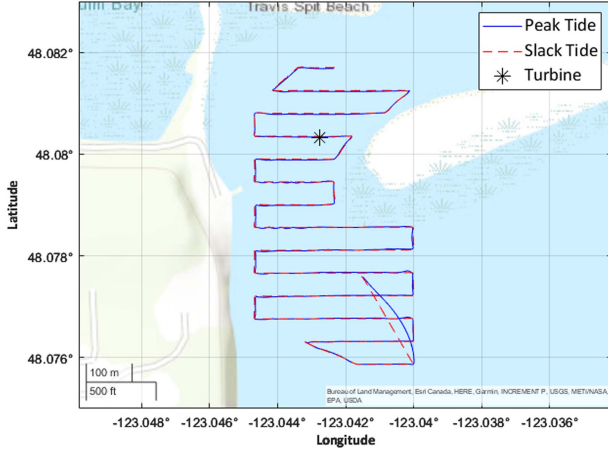 Bay
Travis Spit Beach
Peak Tide
Slack Tide
Turbine
48.082°
48.08°
48.078°
48.076°
Latitude
100 m
500 ft
Bureau of Land Management, Esri Canada, HERE, Garmin, INCREMENT P, USGS, METI/NASA,
EPA, USDA
-123.048° -123.046° -123.044° -123.042° -123.04° -123.038° -123.036°
Longitude